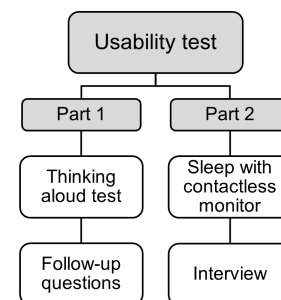 Usability test
Part 1
Part 2
Thinking
aloud test
Sleep with
contactless
monitor
Follow-up
questions
Interview